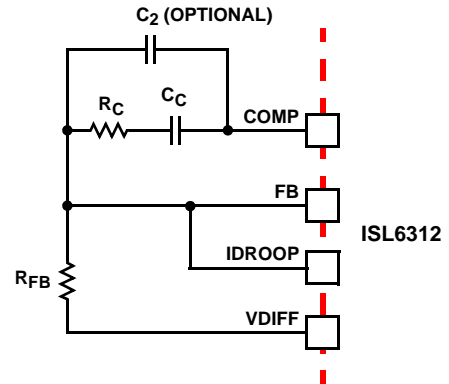 C2 (OPTIONAL)
RC
CC
COMP
FB
ISL6312
IDROOP
RFB
VDIFF